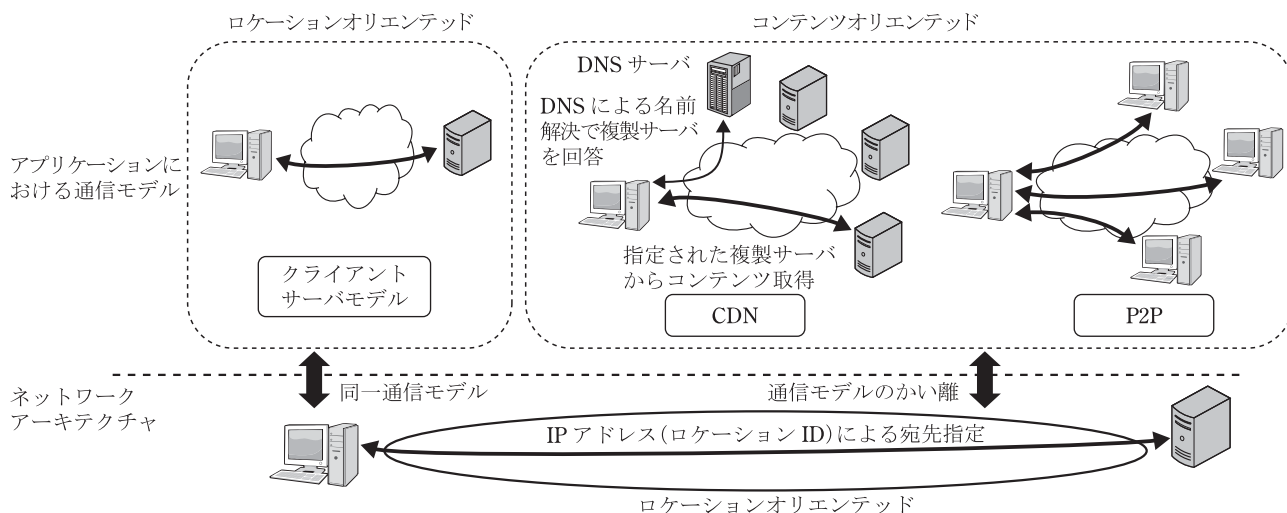 ロケーションオリエンテッド
コンテンツオリエンテッド
アプリケーションに
おける通信モデル
クライアント
サーバモデル
DNS サーバ
DNS による名前
解決で複製サーバ
を回答
指定された複製サーバ
からコンテンツ取得
CDN
P2P
同一通信モデル
通信モデルのかい離
ネットワーク
アーキテクチャ
IP アドレス(ロケーション ID)による宛先指定
ロケーションオリエンテッド